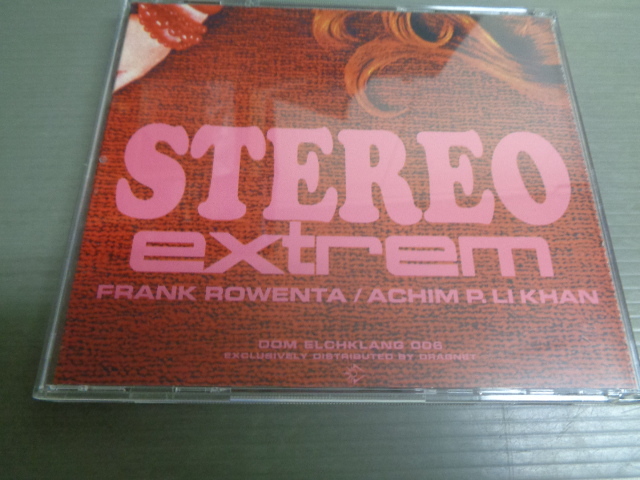 STEREO
extrem
FRANK ROWENTA / ACHIM P. LI KHAN
DOM ELCHKLANG 006
EXCLUSIVELY DISTRIBUTED BY DRAGNET